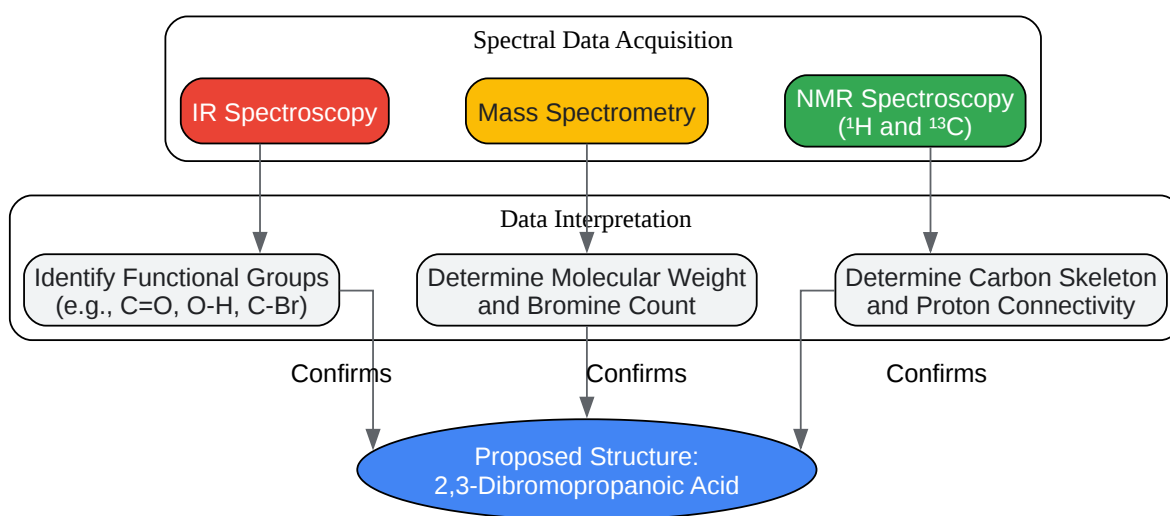 Spectral Data Acquisition
IR Spectroscopy
Mass Spectrometry
NMR Spectroscopy
(¹H and ¹³C)
Data Interpretation
Identify Functional Groups
(e.g., C=O, O-H, C-Br)
Determine Molecular Weight
and Bromine Count
Determine Carbon Skeleton
and Proton Connectivity
Confirms
Confirms
Confirms
Proposed Structure:
2,3-Dibromopropanoic Acid